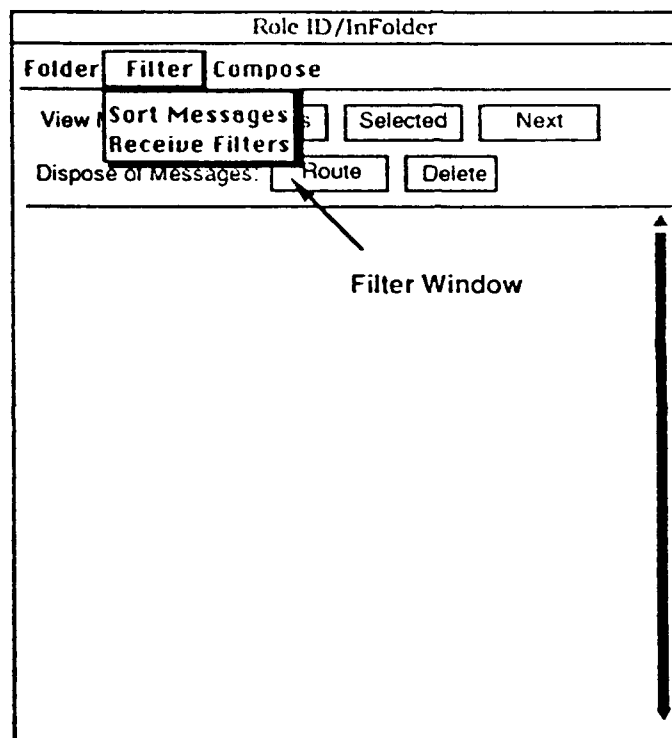 Role ID/InFolder
Folder Filter Compose
Sort Messages
Receive Filters
View Selected Next
Dispose of Messages: Route Delete
Filter Window